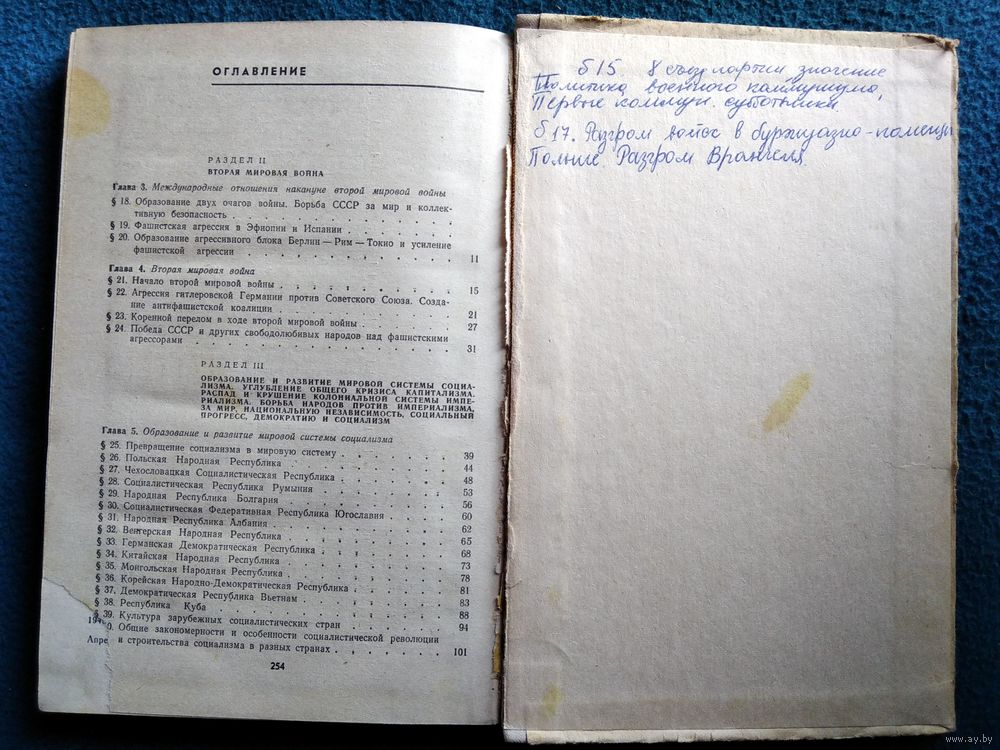 ОГЛАВЛЕНИЕ
РАЗДЕЛ II
ВТОРАЯ МИРОВАЯ ВОЙНА
Глава 3. Международные отношения накануне второй мировой войны
§ 18. Образование двух очагов войны. Борьба СССР за мир и коллек-
тивную безопасность
§ 19. Фашистская агрессия в Эфиопии и Испании
§ 20. Образование агрессивного блока Берлин — Рим — Токио и усиление
фашистской агрессии 11
Глава 4. Вторая мировая война
§ 21. Начало второй мировой войны 15
§ 22. Агрессия гитлеровской Германии против Советского Союза. Созда-
ние антифашистской коалиции 21
§ 23. Коренной перелом в ходе второй мировой войны 27
§ 24. Победа СССР и других свободолюбивых народов над фашистскими
агрессорами 31
РАЗДЕЛ III
ОБРАЗОВАНИЕ И РАЗВИТИЕ МИРОВОЙ СИСТЕМЫ СОЦИА-
ЛИЗМА. УГЛУБЛЕНИЕ ОБЩЕГО КРИЗИСА КАПИТАЛИЗМА.
РАСПАД И КРУШЕНИЕ КОЛОНИАЛЬНОЙ СИСТЕМЫ ИМПЕ-
РИАЛИЗМА. БОРЬБА НАРОДОВ ПРОТИВ ИМПЕРИАЛИЗМА,
ЗА МИР, НАЦИОНАЛЬНУЮ НЕЗАВИСИМОСТЬ, СОЦИАЛЬНЫЙ
ПРОГРЕСС, ДЕМОКРАТИЮ И СОЦИАЛИЗМ
Глава 5. Образование и развитие мировой системы социализма
§ 25. Превращение социализма в мировую систему 39
§ 26. Польская Народная Республика 44
§ 27. Чехословацкая Социалистическая Республика 48
§ 28. Социалистическая Республика Румыния 53
§ 29. Народная Республика Болгария 56
§ 30. Социалистическая Федеративная Республика Югославия 60
§ 31. Народная Республика Албания 62
§ 32. Венгерская Народная Республика 65
§ 33. Германская Демократическая Республика 68
§ 34. Китайская Народная Республика 73
§ 35. Монгольская Народная Республика 78
§ 36. Корейская Народно-Демократическая Республика 81
§ 37. Демократическая Республика Вьетнам 83
§ 38. Республика Куба 88
§ 39. Культура зарубежных социалистических стран 94
0. Общие закономерности и особенности социалистической революции
Апре и строительства социализма в разных странах 101
254
§ 15. 8 съезд партии значение
Политика военного коммунизма,
Первые коммун. субботники.
§ 17. Разгром войск в буржуазно-помещ
Польше. Разгром Врангеля
www.ay.by